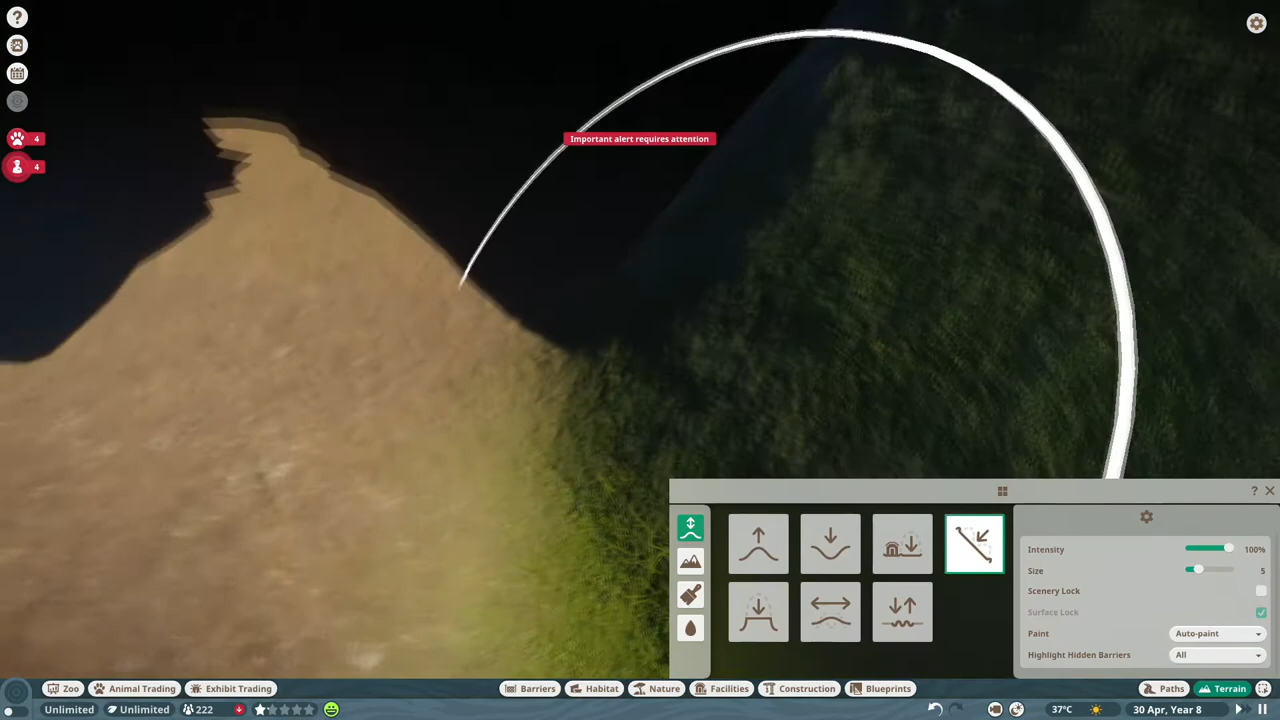 ?
4
4
Important alert requires attention
?
Intensity
100%
Size
5
Scenery Lock
Surface Lock
Paint
Auto-paint
Highlight Hidden Barriers
All
Zoo
Animal Trading
Exhibit Trading
Barriers
Habitat
Nature
Facilities
Construction
Blueprints
Paths
Terrain
Unlimited
Unlimited
222
37°C
30 Apr, Year 8